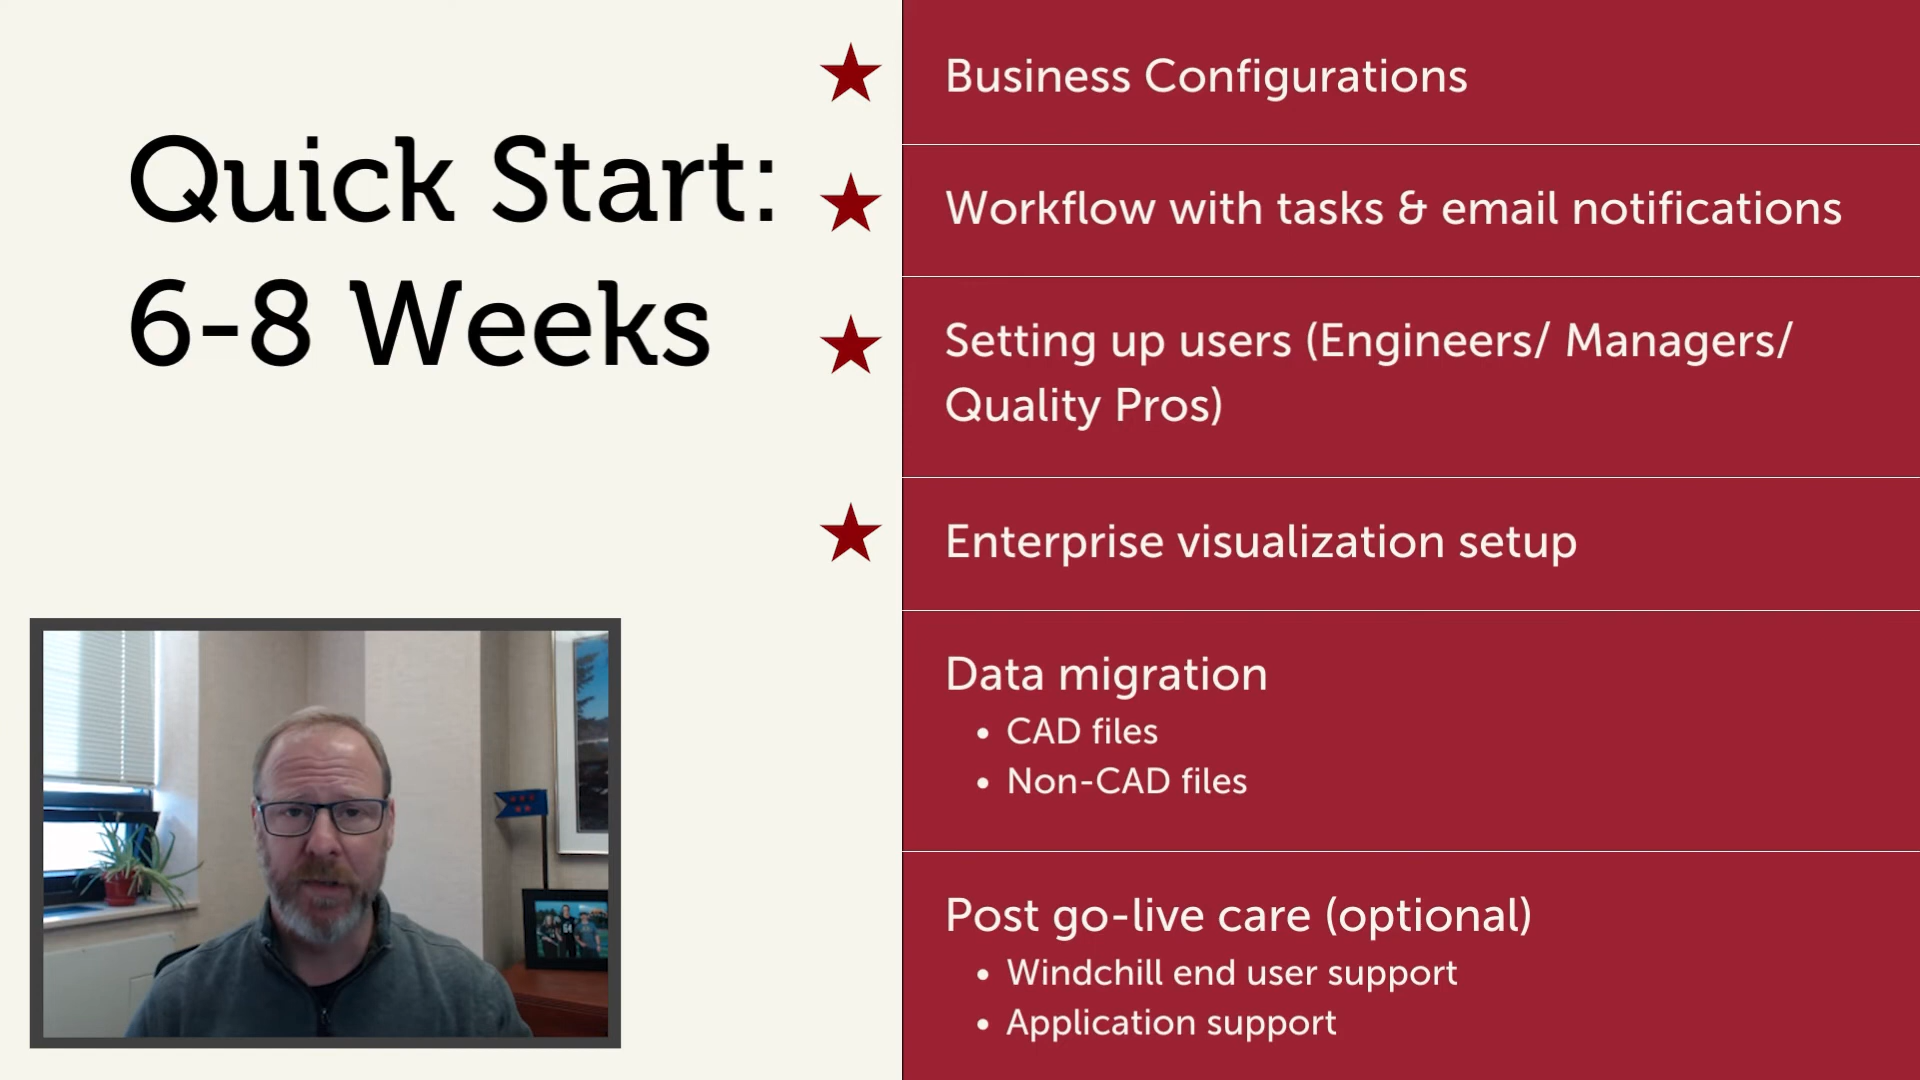 Quick Start:
6-8 Weeks
Business Configurations
Workflow with tasks & email notifications
Setting up users (Engineers/ Managers/
Quality Pros)
Enterprise visualization setup
Data migration
• CAD files
• Non-CAD files
Post go-live care (optional)
• Windchill end user support
• Application support